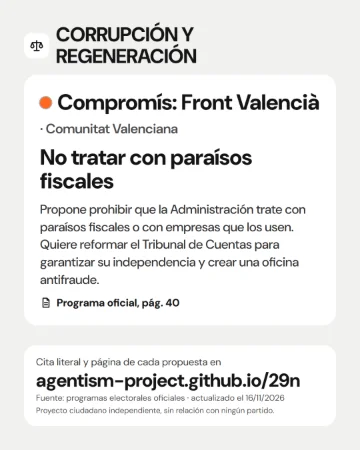 CORRUPCIÓN Y
REGENERACIÓN
Compromís: Front Valencià
· Comunitat Valenciana
No tratar con paraísos
fiscales
Propone prohibir que la Administración trate con
paraísos fiscales o con empresas que los usen.
Quiere reformar el Tribunal de Cuentas para
garantizar su independencia y crear una oficina
antifraude.
Programa oficial, pág. 40
Cita literal y página de cada propuesta en
agentism-project.github.io/29n
Fuente: programas electorales oficiales · actualizado el 16/11/2026
Proyecto ciudadano independiente, sin relación con ningún partido.